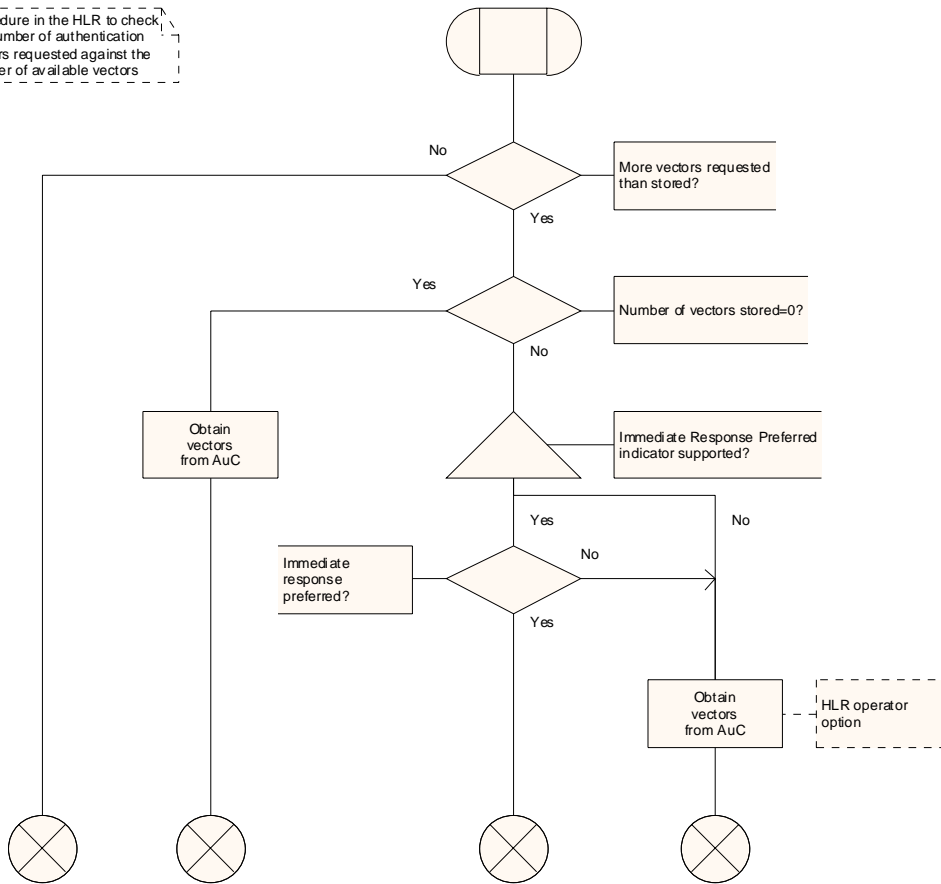 dure in the HLR to check
umber of authentication
rs requested against the
er of available vectors
No
More vectors requested
than stored?
Yes
Yes
Number of vectors stored=0?
No
Obtain
vectors
from AuC
Immediate Response Preferred
indicator supported?
Yes
No
No
Immediate
response
preferred?
Yes
Obtain
vectors
from AuC
HLR operator
option